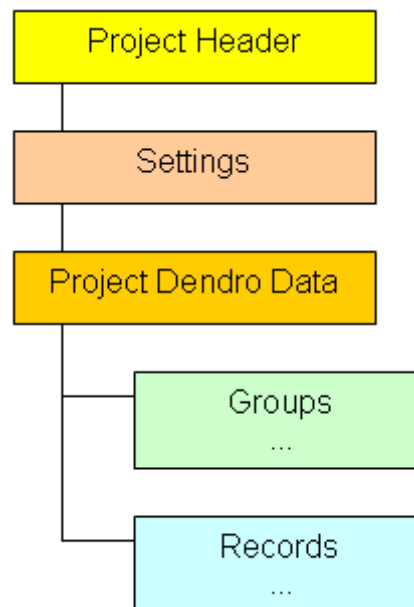 Project Header
Settings
Project Dendro Data
Groups
...
Records
...